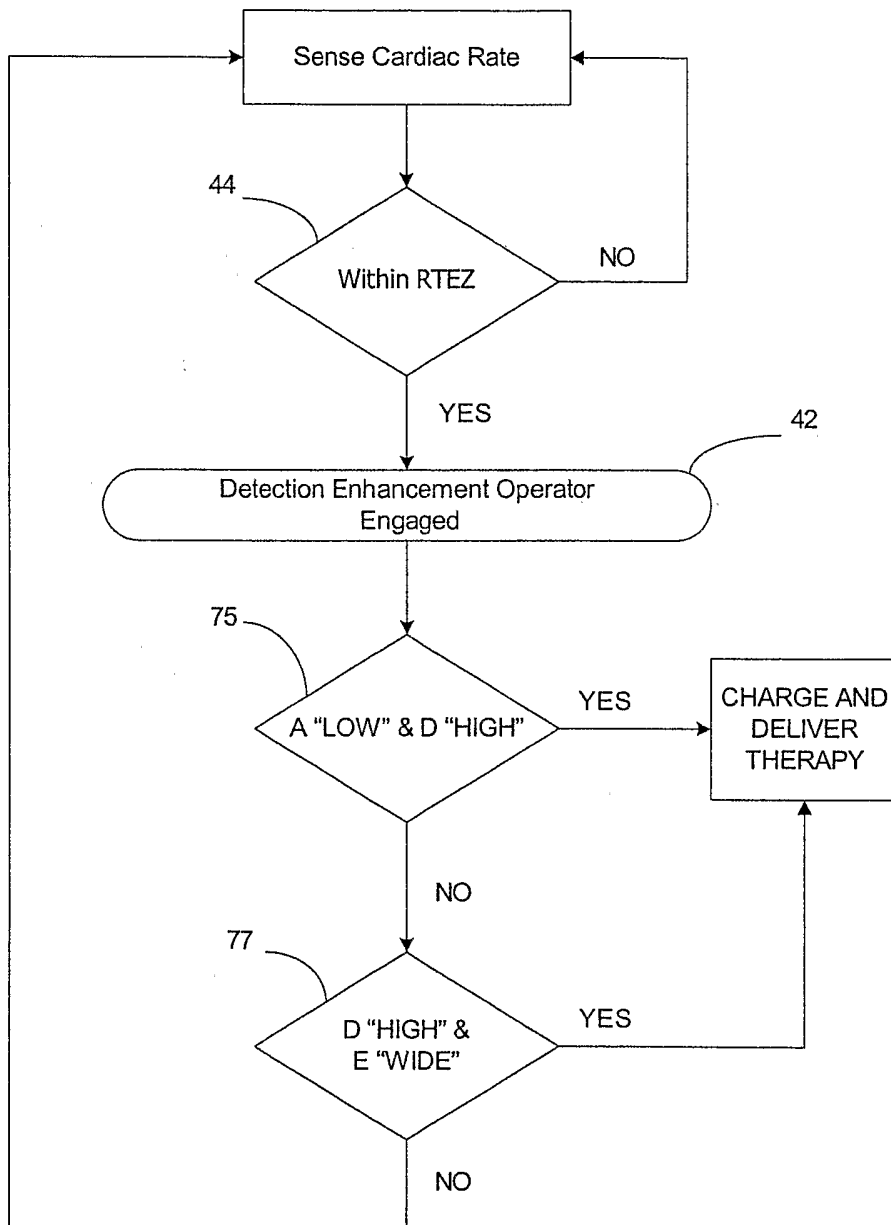 Sense Cardiac Rate
44
Within RTEZ
NO
YES
42
Detection Enhancement Operator
Engaged
75
A “LOW” & D “HIGH”
YES
CHARGE AND
DELIVER
THERAPY
NO
77
D “HIGH” &
E “WIDE”
YES
NO